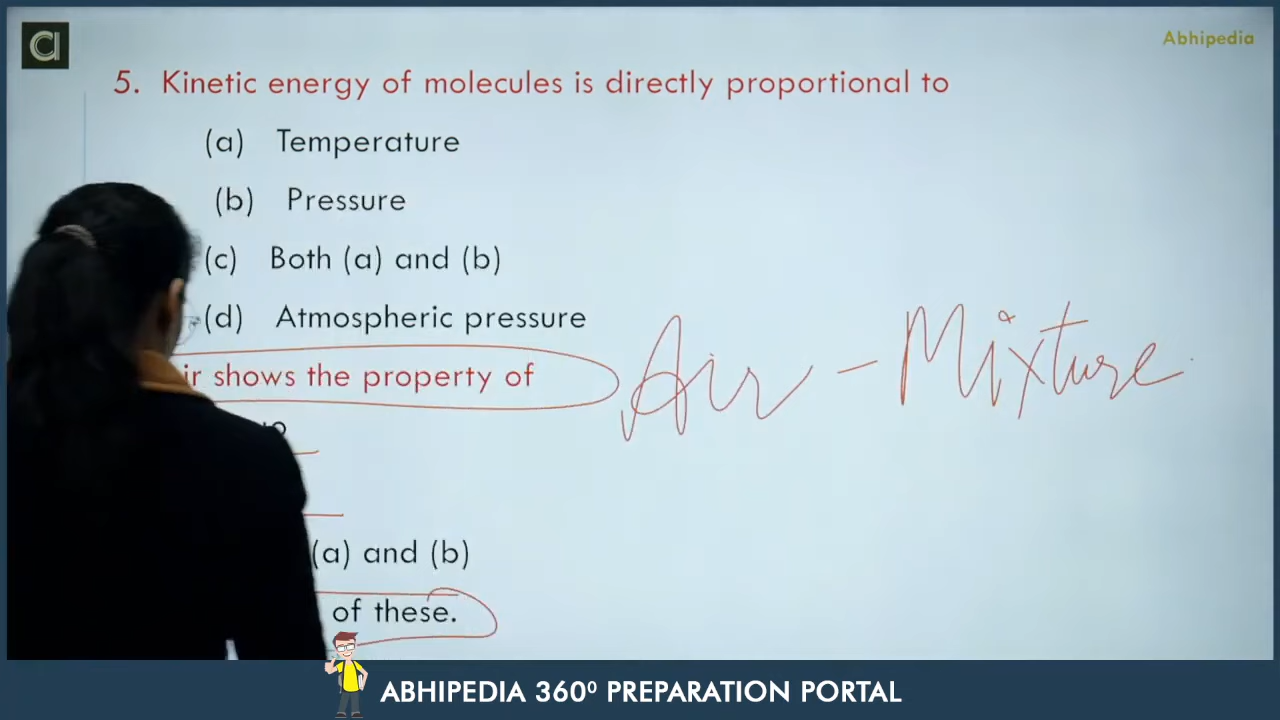 Abhipedia
5. Kinetic energy of molecules is directly proportional to
(a) Temperature
(b) Pressure
(c) Both (a) and (b)
(d) Atmospheric pressure
shows the property of
Air - Mixture
(a) and (b)
of these.
ABHIPEDIA 360⁰ PREPARATION PORTAL